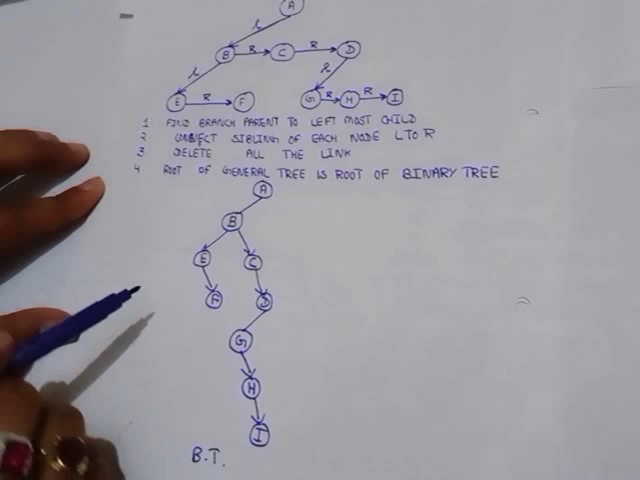 A
l
B R C R D
l l
E R F G R H R I
1. FIND BRANCH PARENT TO LEFT MOST CHILD
2. CONNECT SIBLING OF EACH NODE L TO R
3 DELETE ALL THE LINK
4 ROOT OF GENERAL TREE IS ROOT OF BINARY TREE
A
B
E C
F D
G
H
I
B.T.